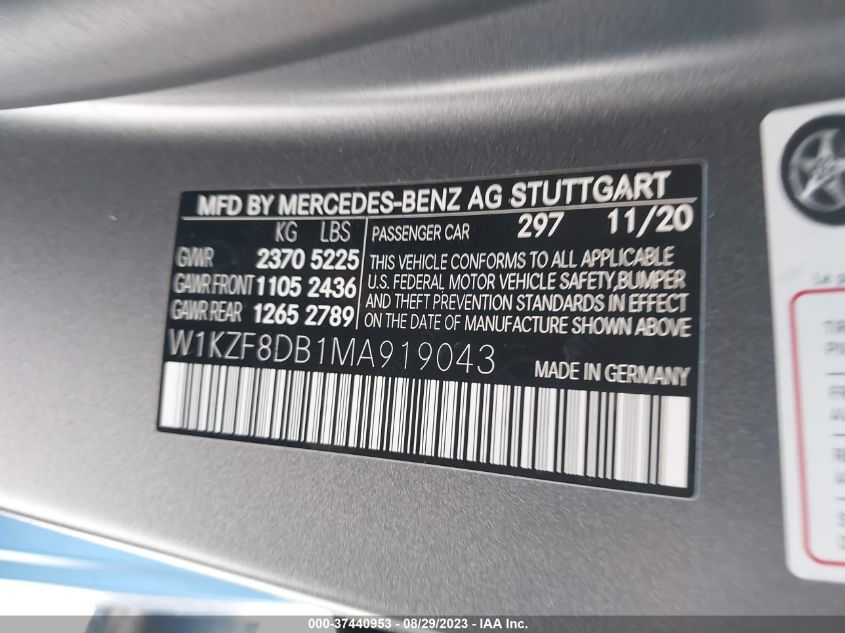 MFD BY MERCEDES-BENZ AG STUTTGART
KG LBS
GVWR 2370 5225
GAWR FRONT 1105 2436
GAWR REAR 1265 2789
PASSENGER CAR 297 11/20
THIS VEHICLE CONFORMS TO ALL APPLICABLE
U.S. FEDERAL MOTOR VEHICLE SAFETY,BUMPER
AND THEFT PREVENTION STANDARDS IN EFFECT
ON THE DATE OF MANUFACTURE SHOWN ABOVE
W1KZF8DB1MA919043
MADE IN GERMANY
000-37440953 - 08/29/2023 - IAA Inc.